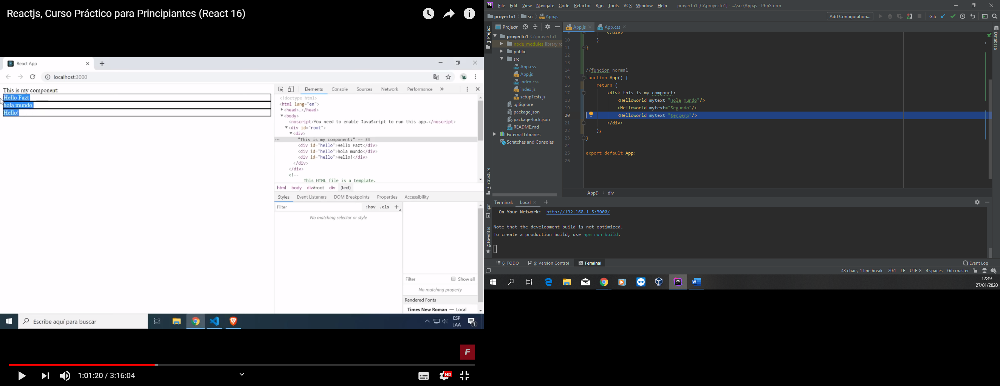 Reactjs, Curso Práctico para Principiantes (React 16)
React App
localhost:3000
This is my component:
Hello Fazt
hola mundo
Hello!
Elements Console Sources Network Performance »
<!doctype html>
<html lang="en">
<head>…</head>
<body>
<noscript>You need to enable JavaScript to run this app.</noscript>
<div id="root">
<div>
"This is my component:" == $0
<div id="hello">Hello Fazt</div>
<div id="hello">hola mundo</div>
<div id="hello">Hello!</div>
</div>
</div>
<!--
This HTML file is a template.
html body div#root div (text)
Styles Event Listeners DOM Breakpoints Properties Accessibility
Filter :hov .cls +
No matching selector or style
Filter Show all
No matching property
Rendered Fonts
Times New Roman — Local
Escribe aquí para buscar
ESP
LAA
1
F
1:01:20 / 3:16:04
HD
PS File Edit View Navigate Code Refactor Run Tools VCS Window Help proyecto1 [C:\proyecto1] - ...\src\App.js - PhpStorm
proyecto1 src App.js Add Configuration... Git:
1: Project
Project App.js App.css
proyecto1 C:\proyecto1
node_modules library ro
public
src
App.css
App.js
index.css
index.js
setupTests.js
.gitignore
package.json
package-lock.json
README.md
External Libraries
Scratches and Consoles
9 </div>
10 )
11 }
12
13
14 //funcion normal
15 function App() {
16 return (
17 <div> this is my componet:
18 <Helloworld mytext="Hola mundo"/>
19 <Helloworld mytext="Segundo"/>
20 <Helloworld mytext="tercero"/>
21 </div>
22 );
23 }
24
25 export default App;
26
Database
App() › div
7: Structure
npm
2: Favorites
Terminal: Local +
On Your Network: http://192.168.1.5:3000/
Note that the development build is not optimized.
To create a production build, use npm run build.
6: TODO 9: Version Control Terminal Event Log
43 chars, 1 line break 20:1 LF UTF-8 4 spaces Git: master
PS
W
12:49
27/01/2020